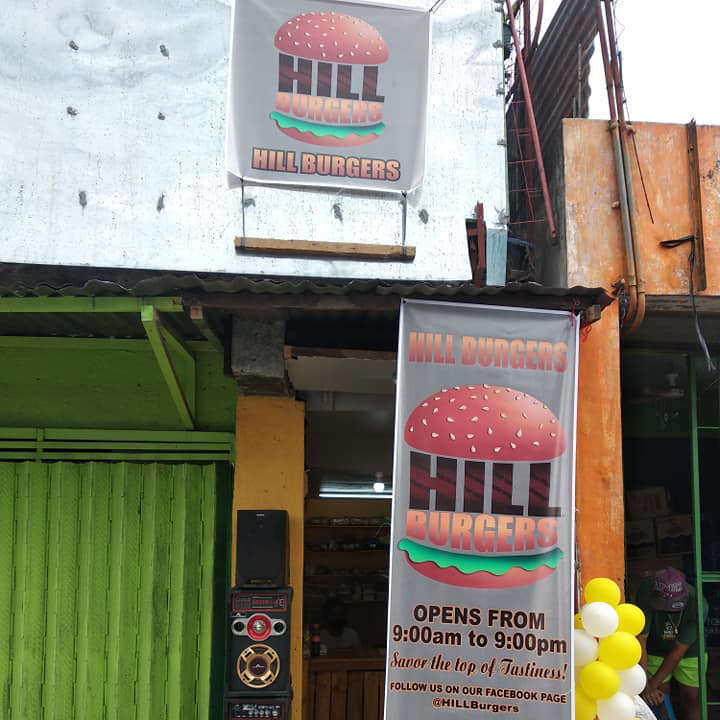 HILL
BURGERS
HILL BURGERS
HILL BURGERS
HILL
BURGERS
OPENS FROM
9:00am to 9:00pm
Savor the top of Tastiness!
FOLLOW US ON OUR FACEBOOK PAGE
@HILLBurgers